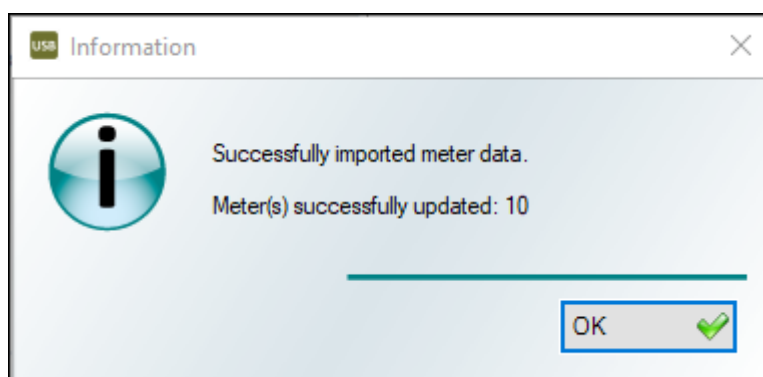 USB Information
Successfully imported meter data.
Meter(s) successfully updated: 10
OK